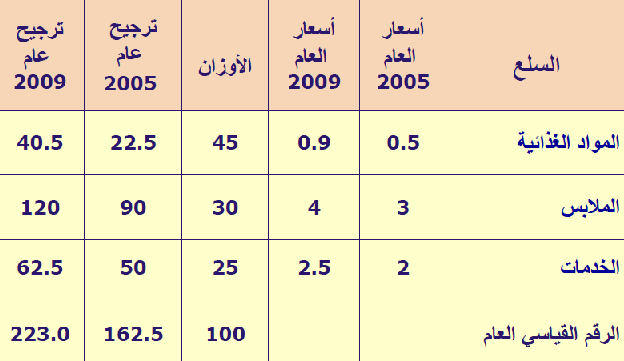 السلع أسعار العام 2005 أسعار العام 2009 الأوزان ترجيح عام 2005 ترجيح عام 2009
المواد الغذائية 0.5 0.9 45 22.5 40.5
الملابس 3 4 30 90 120
الخدمات 2 2.5 25 50 62.5
الرقم القياسي العام 100 162.5 223.0